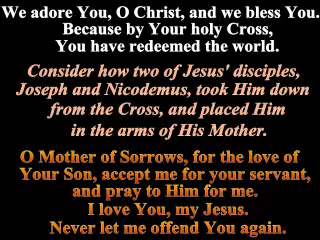 We adore You, O Christ, and we bless You.
Because by Your holy Cross,
You have redeemed the world.
Consider how two of Jesus' disciples,
Joseph and Nicodemus, took Him down
from the Cross, and placed Him
in the arms of His Mother.
O Mother of Sorrows, for the love of
Your Son, accept me for your servant,
and pray to Him for me.
I love You, my Jesus.
Never let me offend You again.